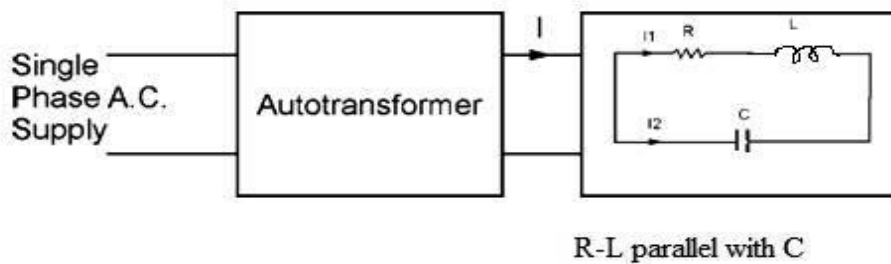 Single
Phase A.C.
Supply
Autotransformer
I
I1
R
L
I2
C
R-L parallel with C